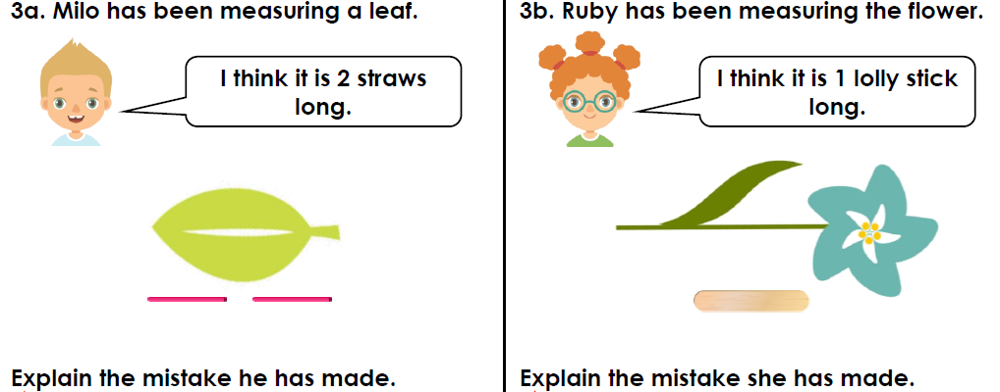 3a. Milo has been measuring a leaf.
I think it is 2 straws
long.
Explain the mistake he has made.
3b. Ruby has been measuring the flower.
I think it is 1 lolly stick
long.
Explain the mistake she has made.